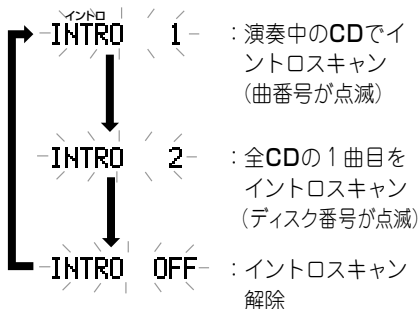 イントロ
INTRO 1 : 演奏中のCDでイ
ントロスキャン
(曲番号が点滅)
INTRO 2 : 全CDの1曲目を
イントロスキャン
(ディスク番号が点滅)
INTRO OFF : イントロスキャン
解除